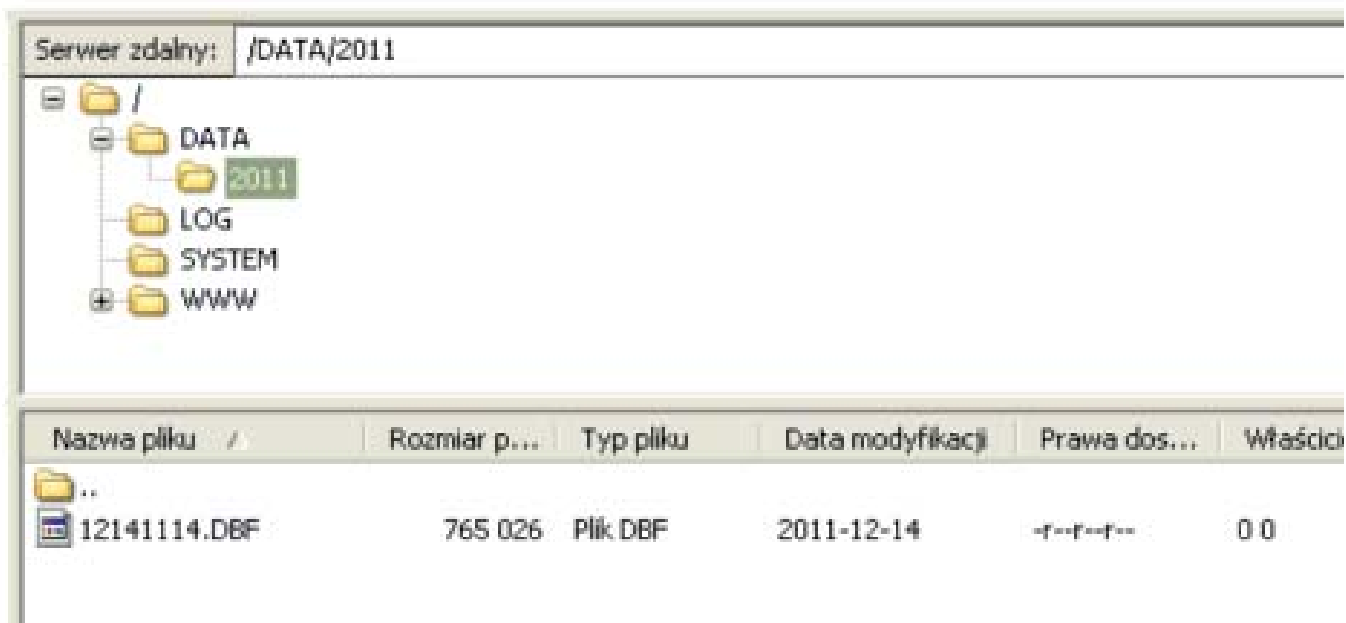 Serwer zdalny: /DATA/2011
/
DATA
2011
LOG
SYSTEM
WWW
Nazwa pliku / Rozmiar p... Typ pliku Data modyfikacji Prawa dos... Właścici
..
12141114.DBF 765 026 Plik DBF 2011-12-14 -r--r--r-- 0 0